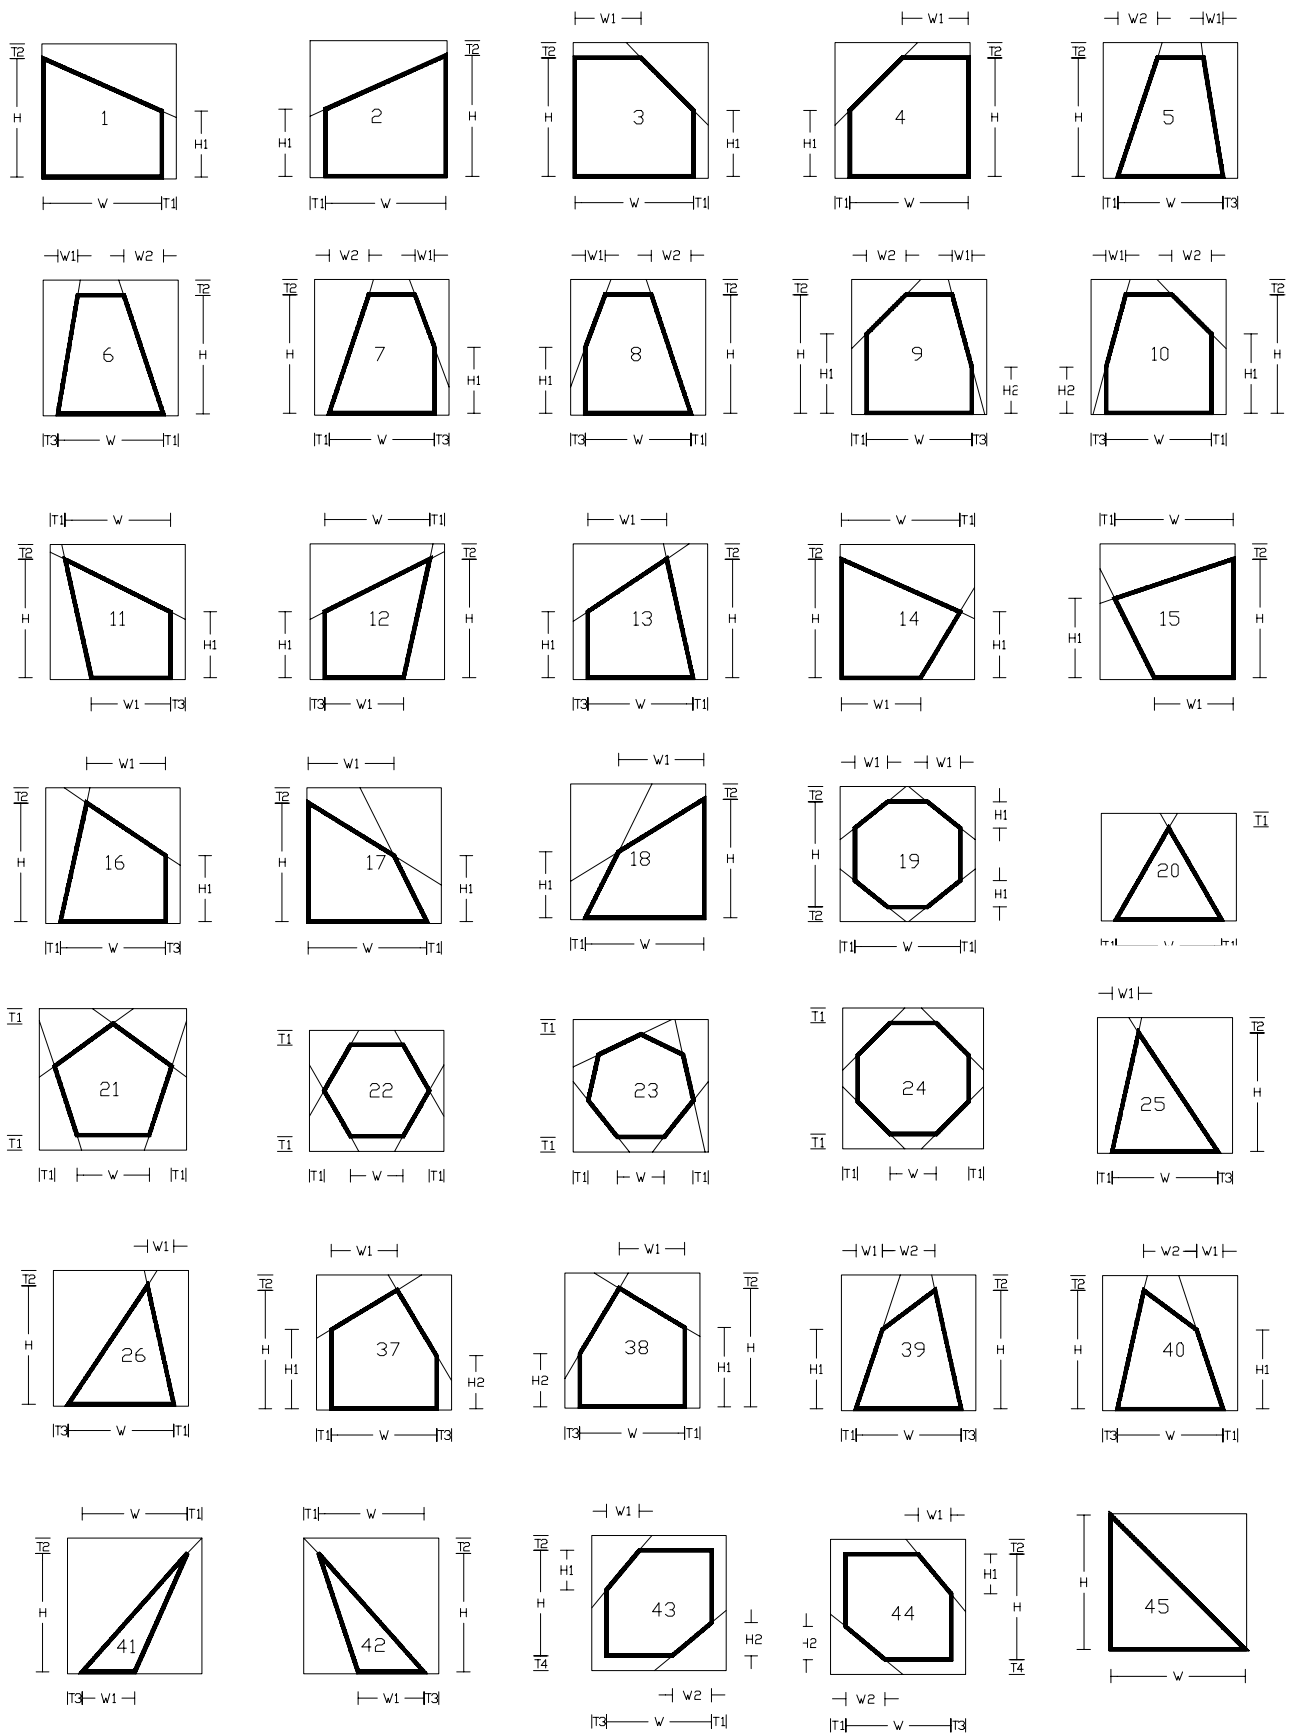 W1 W1 W2 W1
T2 T2 T2 T2 T2
H 1 H1 H1 2 H H 3 H1 H1 4 H H 5
W T1 T1 W W T1 T1 W T1 W T3
W1 W2 W2 W1 W1 W2 W2 W1 W1 W2
T2 T2 T2 T2 T2
6 H H 7 H1 H1 8 H H H1 9 H2 H2 10 H1 H
T3 W T1 T1 W T3 T3 W T1 T1 W T3 T3 W T1
T1 W W T1 W1 W T1 T1 W
T2 T2 T2 T2 T2
H 11 H1 H1 12 H H1 13 H H 14 H1 H1 15 H
W1 T3 T3 W1 T3 W T1 W1 W1
W1 W1 W1 W1 W1
T2 T2 T2 T2 H1 T1
H 16 H1 H 17 H1 H1 18 H H 19 H1 20
T2
T1 W T3 W T1 T1 W T1 W T1 T1 W T1
W1
T1 T1 T1 T1 T2
21 22 23 24 25 H
T1 T1 T1 T1
T1 W T1 T1 W T1 T1 W T1 T1 W T1 T1 W T3
W1 W1 W1 W1 W2 W2 W1
T2 T2 T2 T2 T2
H 26 H H1 37 H2 H2 38 H1 H H1 39 H H 40 H1
T3 W T1 T1 W T3 T3 W T1 T1 W T3 T3 W T1
W T1 T1 W W1 W1
T2 T2 T2 T2
H 41 42 H H H1 43 H2 44 H1 H H 45
T4 T4
T3 W1 W1 T3 W2 W2 W
T3 W T1 T1 W T3